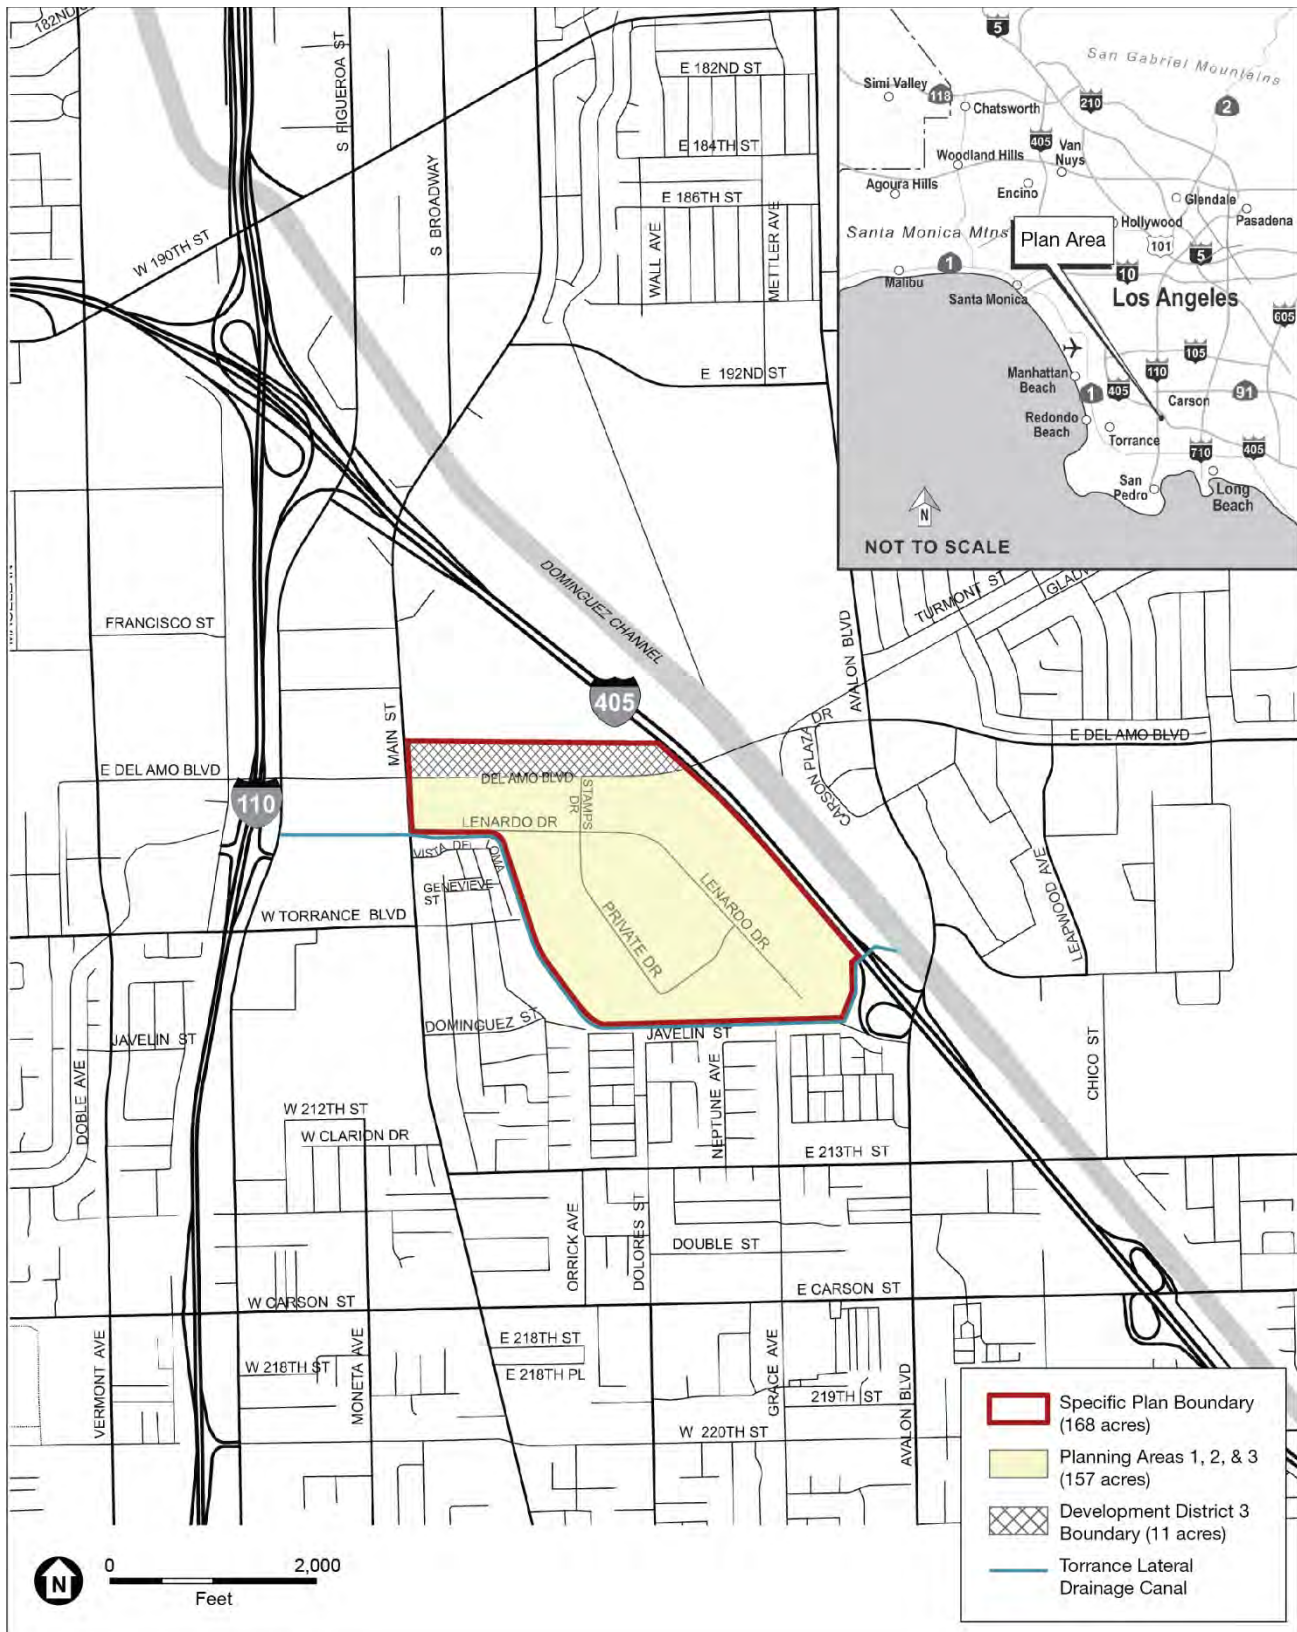 182ND
S FIGUEROA ST
S BROADWAY
W 190TH ST
E 182ND ST
E 184TH ST
E 186TH ST
WALL AVE
METTLER AVE
E 192ND ST
5
San Gabriel Mountains
Simi Valley
118
Chatsworth
210
2
405
Van
Nuys
Woodland Hills
Agoura Hills
Encino
Glendale
Pasadena
Hollywood
101
Santa Monica Mtns
Plan Area
5
1
10
Malibu
Santa Monica
Los Angeles
605
105
110
Manhattan
Beach
1
405
91
Carson
Redondo
Beach
Torrance
710
405
San
Pedro
Long
Beach
N
NOT TO SCALE
DOMINGUEZ CHANNEL
FRANCISCO ST
TURMONT ST
AVALON BLVD
405
MAIN ST
CARSON PLAZA DR
E DEL AMO BLVD
E DEL AMO BLVD
DEL AMO BLVD
STAMPS
DR
110
LENARDO DR
VISTA DEL LOMA
GENEVIEVE
ST
LENARDO DR
LEAPWOOD AVE
W TORRANCE BLVD
PRIVATE DR
DOMINGUEZ ST
JAVELIN ST
JAVELIN ST
DOBLE AVE
NEPTUNE AVE
CHICO ST
W 212TH ST
W CLARION DR
E 213TH ST
ORRICK AVE
DOLORES ST
DOUBLE ST
W CARSON ST
E CARSON ST
VERMONT AVE
MONETA AVE
E 218TH ST
W 218TH ST
E 218TH PL
GRACE AVE
219TH ST
AVALON BLVD
W 220TH ST
Specific Plan Boundary
(168 acres)
Planning Areas 1, 2, & 3
(157 acres)
Development District 3
Boundary (11 acres)
Torrance Lateral
Drainage Canal
N
0 2,000
Feet